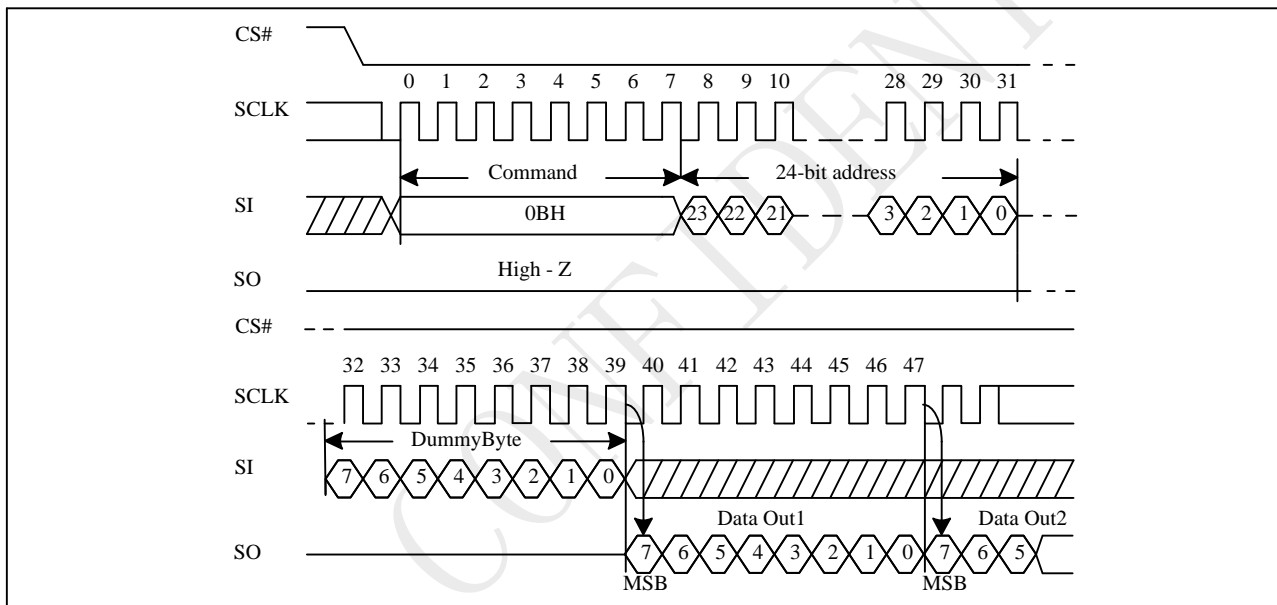 CS#
0 1 2 3 4 5 6 7 8 9 10 28 29 30 31
SCLK
Command 24-bit address
SI 0BH 23 22 21 3 2 1 0
High - Z
SO
CS#
32 33 34 35 36 37 38 39 40 41 42 43 44 45 46 47
SCLK
DummyByte
SI 7 6 5 4 3 2 1 0
Data Out1 Data Out2
SO 7 6 5 4 3 2 1 0 7 6 5
MSB MSB
CONFIDENT